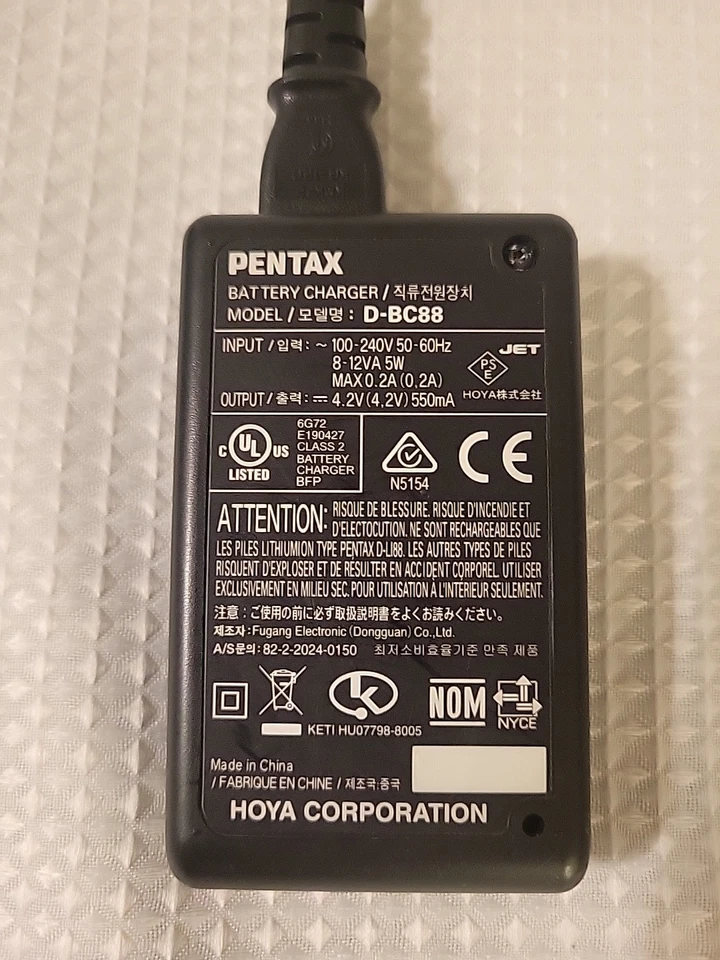 PENTAX
BATTERY CHARGER / 직류전원장치
MODEL / 모델명 : D-BC88
INPUT / 입력 : ~ 100-240V 50-60Hz
8-12VA 5W
MAX 0.2A (0,2A)
OUTPUT / 출력 : ⎓ 4.2V (4,2V) 550mA
JET
PS
E
HOYA株式会社
C UL US
LISTED
6G72
E190427
CLASS 2
BATTERY
CHARGER
BFP
N5154
CE
ATTENTION: RISQUE DE BLESSURE. RISQUE D'INCENDIE ET
D'ELECTOCUTION. NE SONT RECHARGEABLES QUE
LES PILES LITHIUMION TYPE PENTAX D-LI88. LES AUTRES TYPES DE PILES
RISQUENT D'EXPLOSER ET DE RESULTER EN ACCIDENT CORPOREL. UTILISER
EXCLUSIVEMENT EN MILIEU SEC. POUR UTILISATION À L'INTERIEUR SEULEMENT.
注意 : ご使用の前に必ず取扱説明書をよくお読みください。
제조자 : Fugang Electronic (Dongguan) Co., Ltd.
A/S문의 : 82-2-2024-0150 최저소비효율기준 만족 제품
K
NOM
NYCE
KETI HU07798-8005
Made in China
/ FABRIQUE EN CHINE / 제조국:중국
HOYA CORPORATION